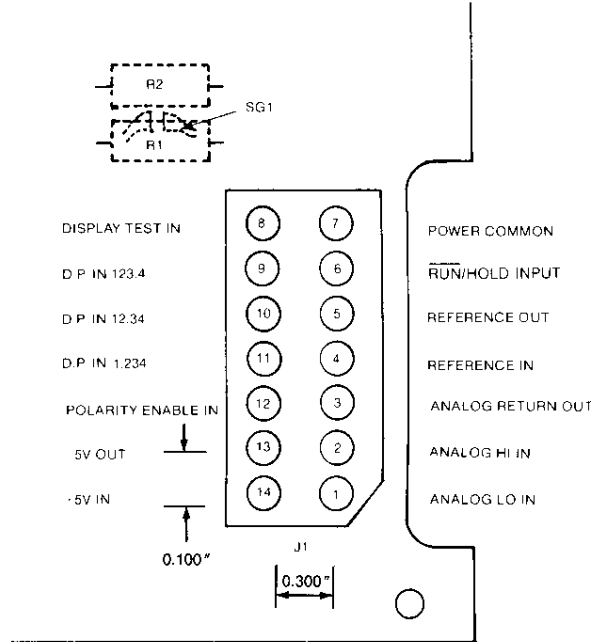 R2
SG1
R1
DISPLAY TEST IN 8 7 POWER COMMON
D.P IN 123.4 9 6 R̅U̅N̅/HOLD INPUT
D.P IN 12.34 10 5 REFERENCE OUT
D.P IN 1.234 11 4 REFERENCE IN
POLARITY ENABLE IN 12 3 ANALOG RETURN OUT
5V OUT 13 2 ANALOG HI IN
-5V IN 14 1 ANALOG LO IN
J1
0.100"
0.300"